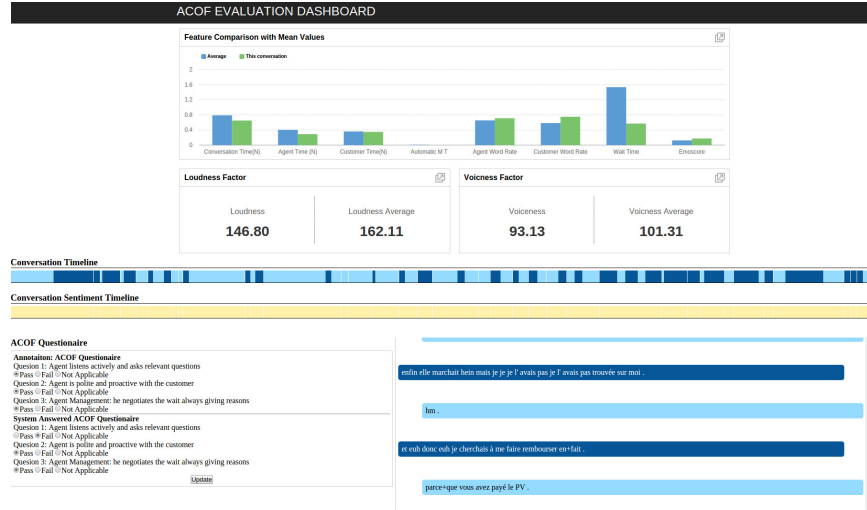 ACOF EVALUATION DASHBOARD
Feature Comparison with Mean Values
Average This conversation
2
1.6
1.2
0.8
0.4
0
Conversation Time(N) Agent Time (N) Customer Time(N) Automatic M T Agent Word Rate Customer Word Rate Wait Time Emoscore
Loudness Factor
Loudness Loudness Average
146.80 162.11
Voicness Factor
Voiceness Voicness Average
93.13 101.31
Conversation Timeline
Conversation Sentiment Timeline
ACOF Questionaire
Annotaiton: ACOF Questionaire
Quesion 1: Agent listens actively and asks relevant questions
Pass Fail Not Applicable
Quesion 2: Agent is polite and proactive with the customer
Pass Fail Not Applicable
Quesion 3: Agent Management: he negotiates the wait always giving reasons
Pass Fail Not Applicable
System Answered ACOF Questionaire
Quesion 1: Agent listens actively and asks relevant questions
Pass Fail Not Applicable
Quesion 2: Agent is polite and proactive with the customer
Pass Fail Not Applicable
Quesion 3: Agent Management: he negotiates the wait always giving reasons
Pass Fail Not Applicable
Update
enfin elle marchait hein mais je je je l' avais pas je l' avais pas trouvée sur moi .
hm .
et euh donc euh je cherchais à me faire rembourser en+fait .
parce+que vous avez payé le PV .